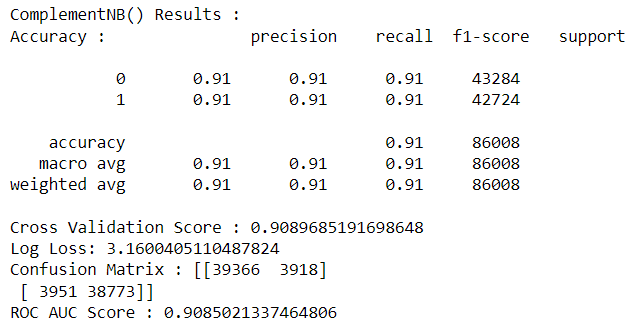 ComplementNB() Results :
Accuracy : precision recall f1-score support
0 0.91 0.91 0.91 43284
1 0.91 0.91 0.91 42724
accuracy 0.91 86008
macro avg 0.91 0.91 0.91 86008
weighted avg 0.91 0.91 0.91 86008
Cross Validation Score : 0.9089685191698648
Log Loss: 3.1600405110487824
Confusion Matrix : [[39366 3918]
[ 3951 38773]]
ROC AUC Score : 0.9085021337464806